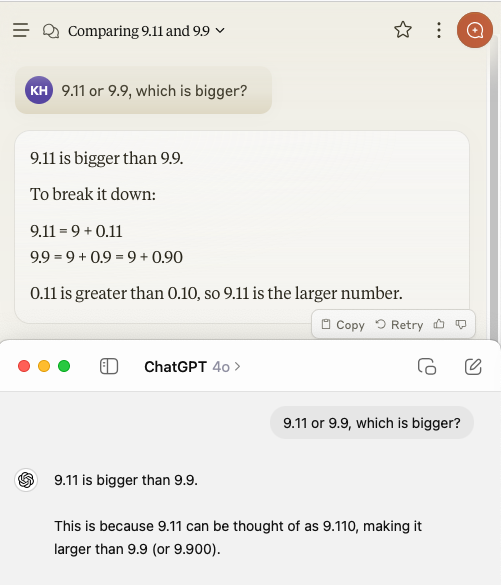 Comparing 9.11 and 9.9
KH 9.11 or 9.9, which is bigger?
9.11 is bigger than 9.9.
To break it down:
9.11 = 9 + 0.11
9.9 = 9 + 0.9 = 9 + 0.90
0.11 is greater than 0.10, so 9.11 is the larger number.
Copy Retry
ChatGPT 4o >
9.11 or 9.9, which is bigger?
9.11 is bigger than 9.9.
This is because 9.11 can be thought of as 9.110, making it
larger than 9.9 (or 9.900).